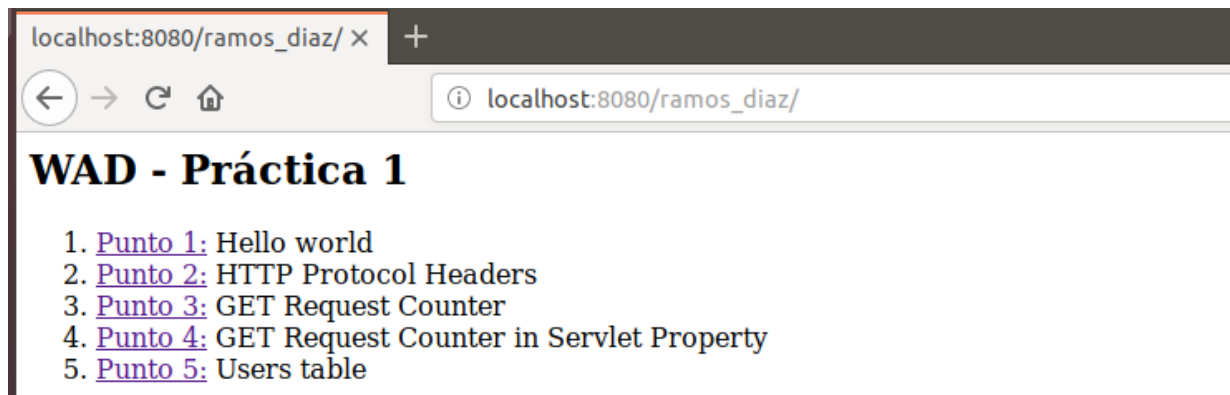 localhost:8080/ramos_diaz/
localhost:8080/ramos_diaz/
WAD - Práctica 1
1. Punto 1: Hello world
2. Punto 2: HTTP Protocol Headers
3. Punto 3: GET Request Counter
4. Punto 4: GET Request Counter in Servlet Property
5. Punto 5: Users table